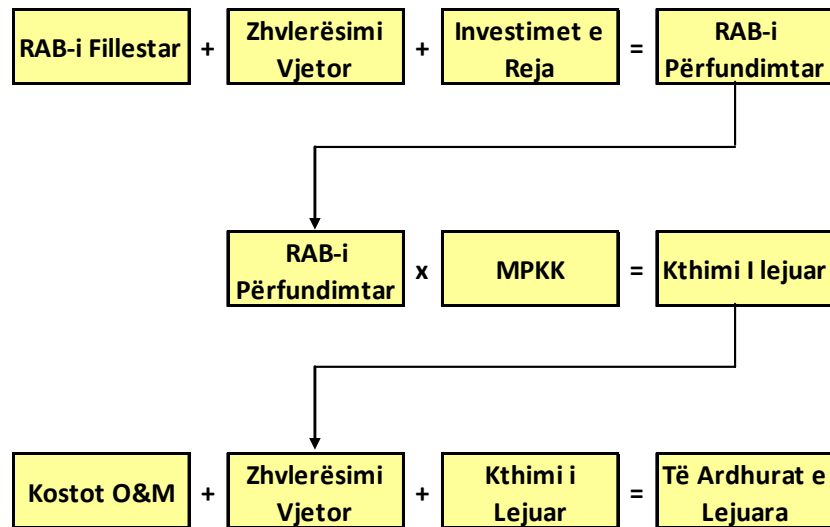 RAB-i Fillestar + Zhvlerësimi Vjetor + Investimet e Reja = RAB-i Përfundimtar
RAB-i Përfundimtar x MPKK = Kthimi I lejuar
Kostot O&M + Zhvlerësimi Vjetor + Kthimi i Lejuar = Të Ardhurat e Lejuara